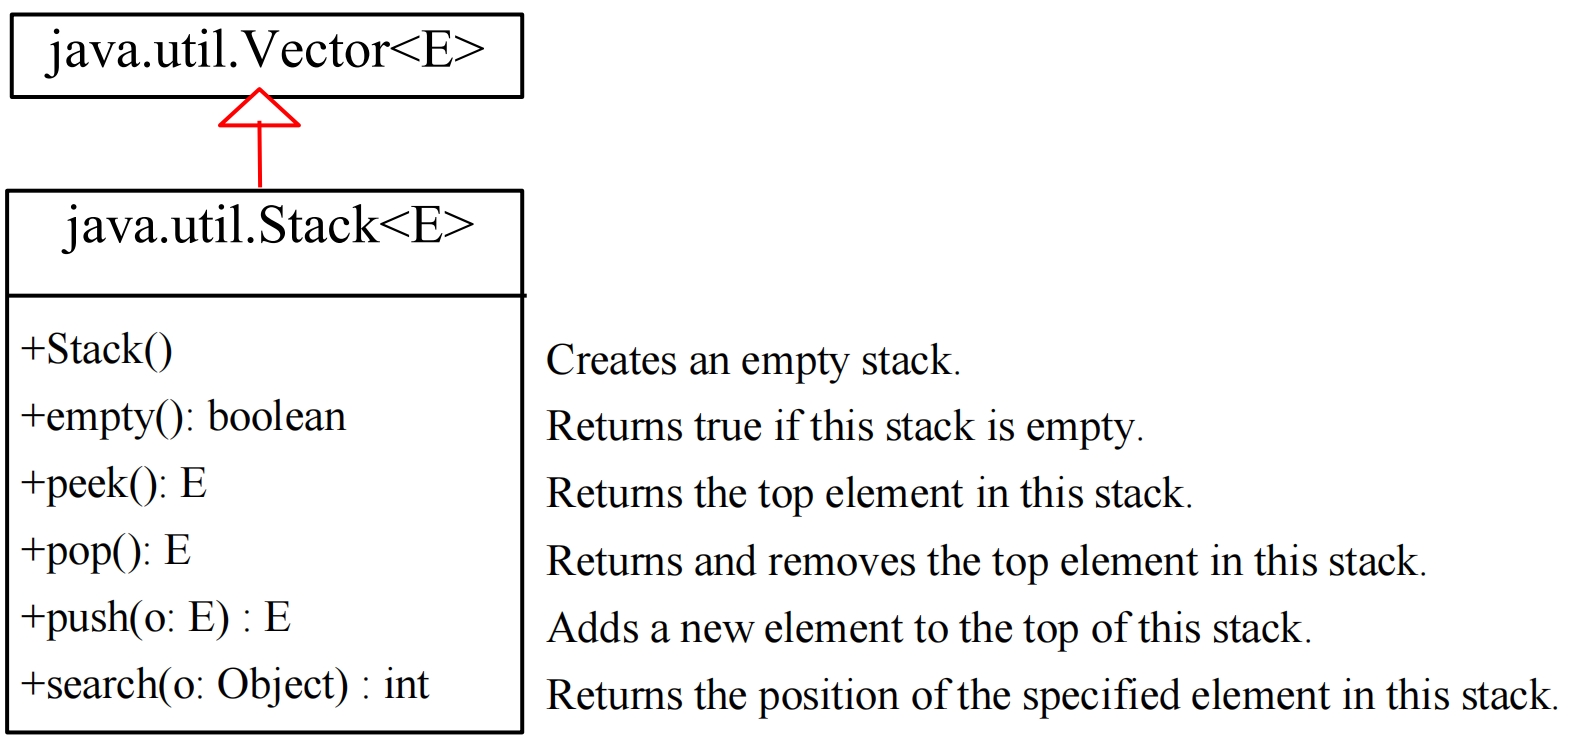 java.util.Vector<E>
java.util.Stack<E>
+Stack()
Creates an empty stack.
+empty(): boolean
Returns true if this stack is empty.
+peek(): E
Returns the top element in this stack.
+pop(): E
Returns and removes the top element in this stack.
+push(o: E) : E
Adds a new element to the top of this stack.
+search(o: Object) : int
Returns the position of the specified element in this stack.